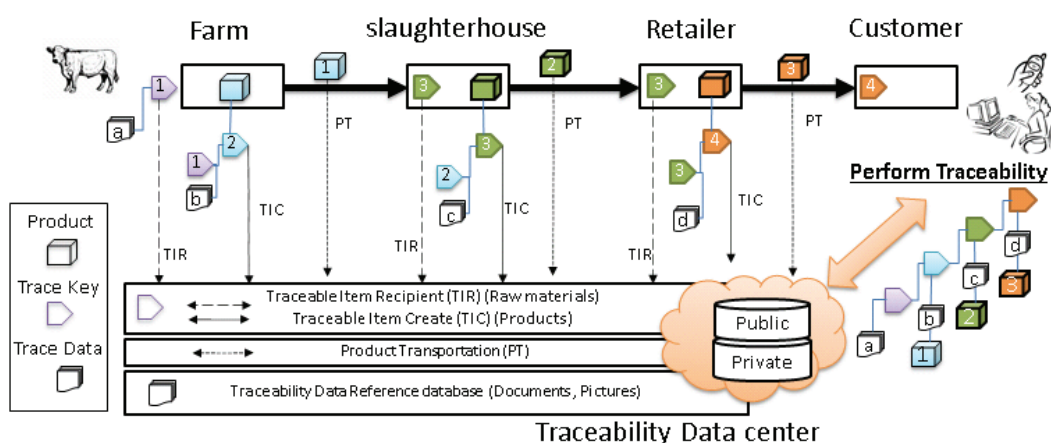 Farm
slaughterhouse
Retailer
Customer
1
1
2
3
3
3
4
PT
PT
PT
a
2
3
4
1
2
3
b
c
d
TIC
TIC
TIC
TIR
TIR
TIR
Perform Traceability
Product
Trace Key
Trace Data
Traceable Item Recipient (TIR) (Raw materials)
Traceable Item Create (TIC) (Products)
Product Transportation (PT)
Traceability Data Reference database (Documents, Pictures)
Public
Private
d
c
3
b
2
a
1
Traceability Data center